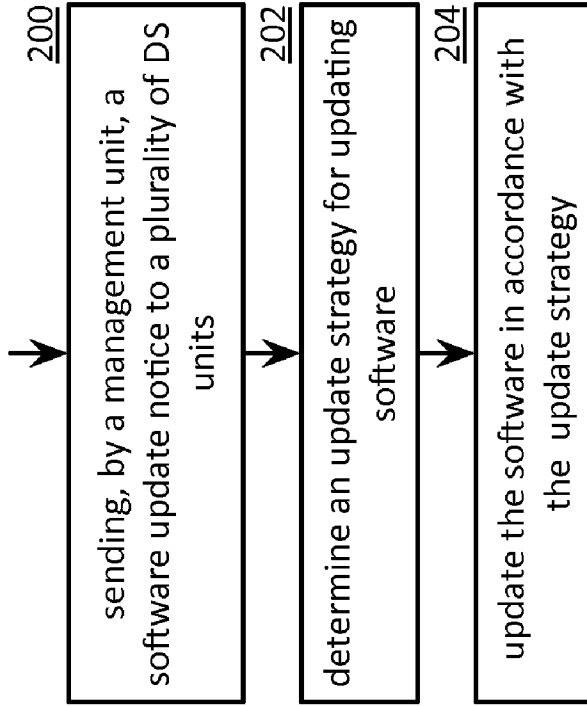 200
sending, by a management unit, a
software update notice to a plurality of DS
units
202
determine an update strategy for updating
software
204
update the software in accordance with
the update strategy